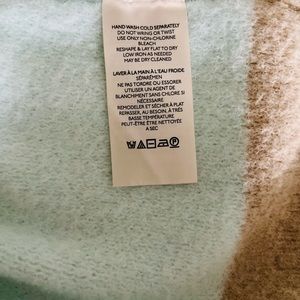 HAND WASH COLD SEPARATELY
DO NOT WRING OR TWIST
USE ONLY NON-CHLORINE
BLEACH
RESHAPE & LAY FLAT TO DRY
LOW IRON AS NEEDED
MAY BE DRY CLEANED
LAVER À LA MAIN À L'EAU FROIDE
SÉPARÉMENT
NE PAS TORDRE OU ESSORER
UTILISER UN AGENT DE
BLANCHIMENT SANS CHLORE SI
NÉCESSAIRE
REMODELER ET SÉCHER À PLAT
REPASSER, AU BESOIN, À TRÈS
BASSE TEMPÉRATURE
PEUT-ÊTRE ÊTRE NETTOYÉE
A SEC